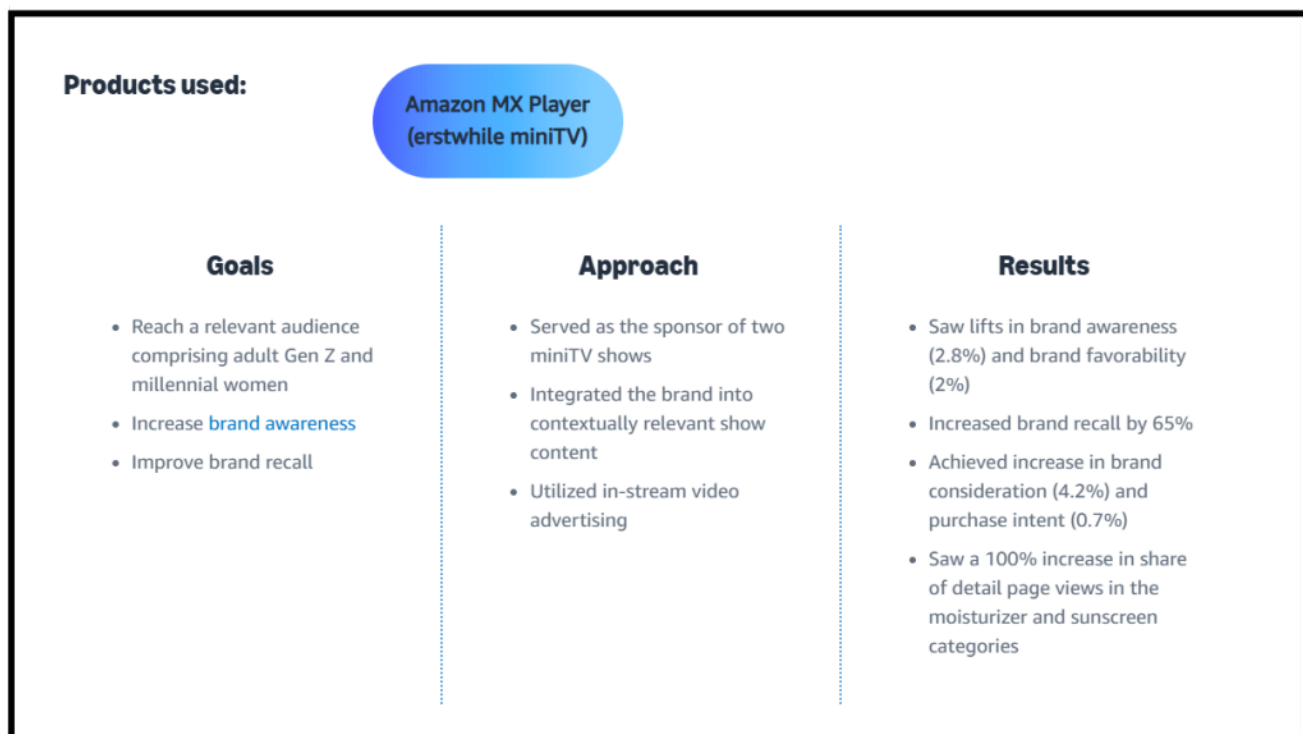 Products used:
Amazon MX Player
(erstwhile miniTV)
Goals
• Reach a relevant audience
comprising adult Gen Z and
millennial women
• Increase brand awareness
• Improve brand recall
Approach
• Served as the sponsor of two
miniTV shows
• Integrated the brand into
contextually relevant show
content
• Utilized in-stream video
advertising
Results
• Saw lifts in brand awareness
(2.8%) and brand favorability
(2%)
• Increased brand recall by 65%
• Achieved increase in brand
consideration (4.2%) and
purchase intent (0.7%)
• Saw a 100% increase in share
of detail page views in the
moisturizer and sunscreen
categories